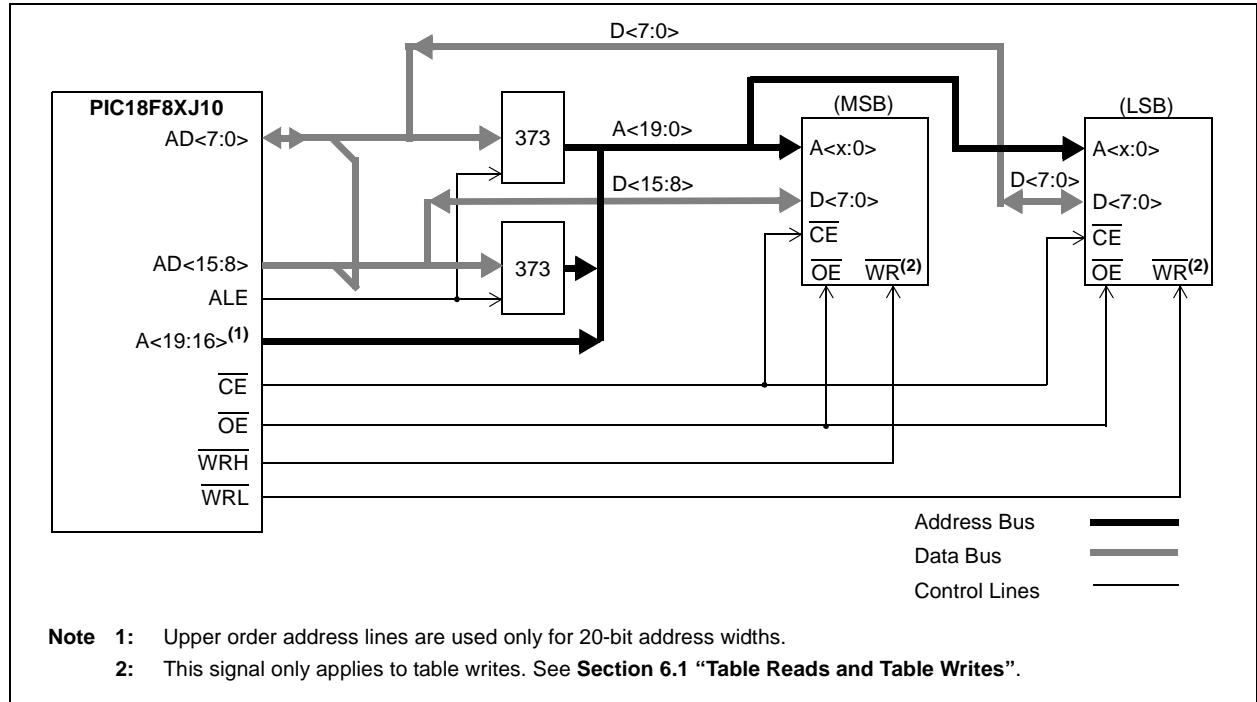 D<7:0>
PIC18F8XJ10
AD<7:0>
AD<15:8>
ALE
A<19:16>(1)
CE
OE
WRH
WRL
373
373
A<19:0>
D<15:8>
(MSB)
A<x:0>
D<7:0>
CE
OE WR(2)
(LSB)
D<7:0>
A<x:0>
D<7:0>
CE
OE WR(2)
Address Bus
Data Bus
Control Lines
Note 1: Upper order address lines are used only for 20-bit address widths.
2: This signal only applies to table writes. See Section 6.1 “Table Reads and Table Writes”.